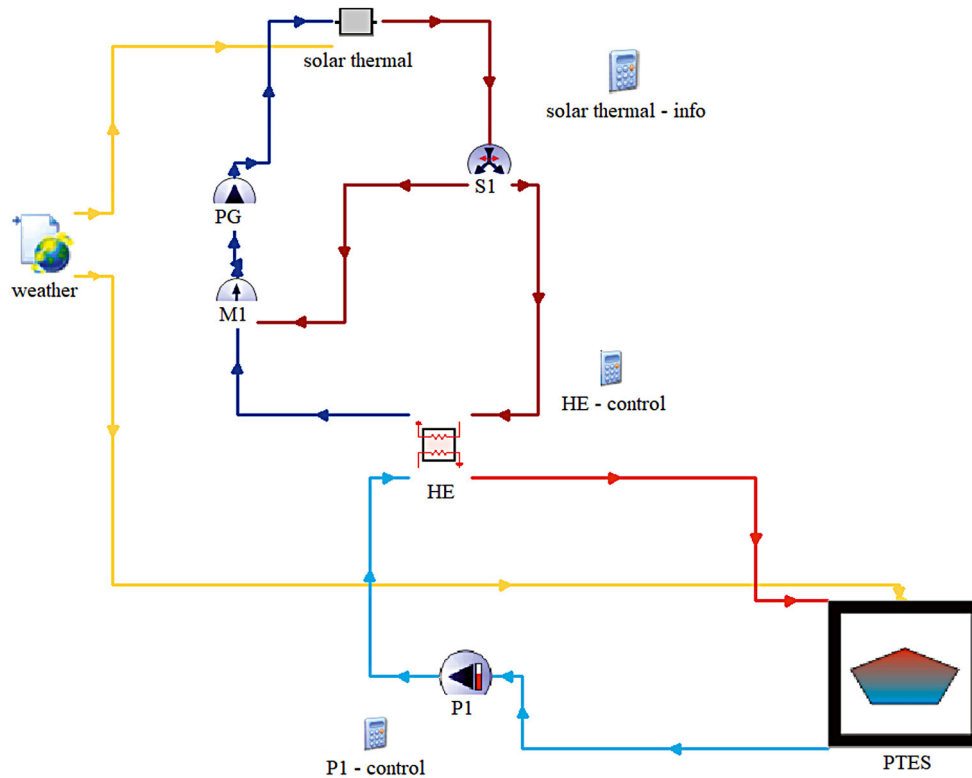 solar thermal
solar thermal - info
S1
PG
weather
M1
HE - control
HE
P1
PTES
P1 - control